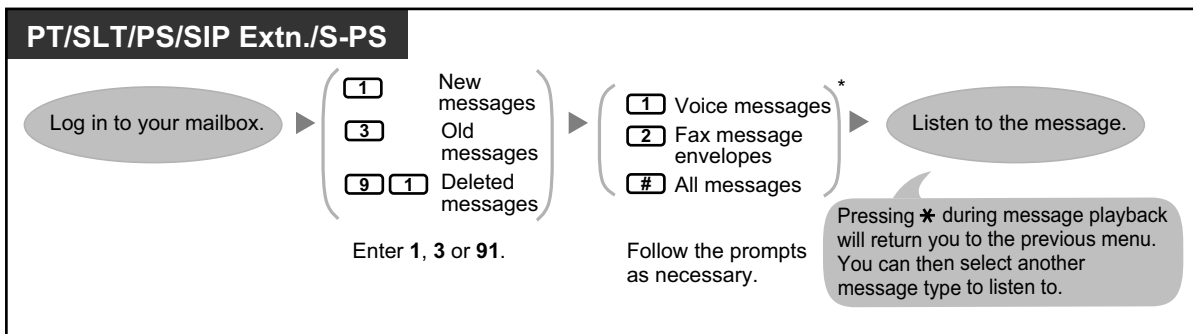 PT/SLT/PS/SIP Extn./S-PS
Log in to your mailbox.
1 New
messages
3 Old
messages
9 1 Deleted
messages
Enter 1, 3 or 91.
*
1 Voice messages
2 Fax message
envelopes
# All messages
Follow the prompts
as necessary.
Listen to the message.
Pressing * during message playback
will return you to the previous menu.
You can then select another
message type to listen to.